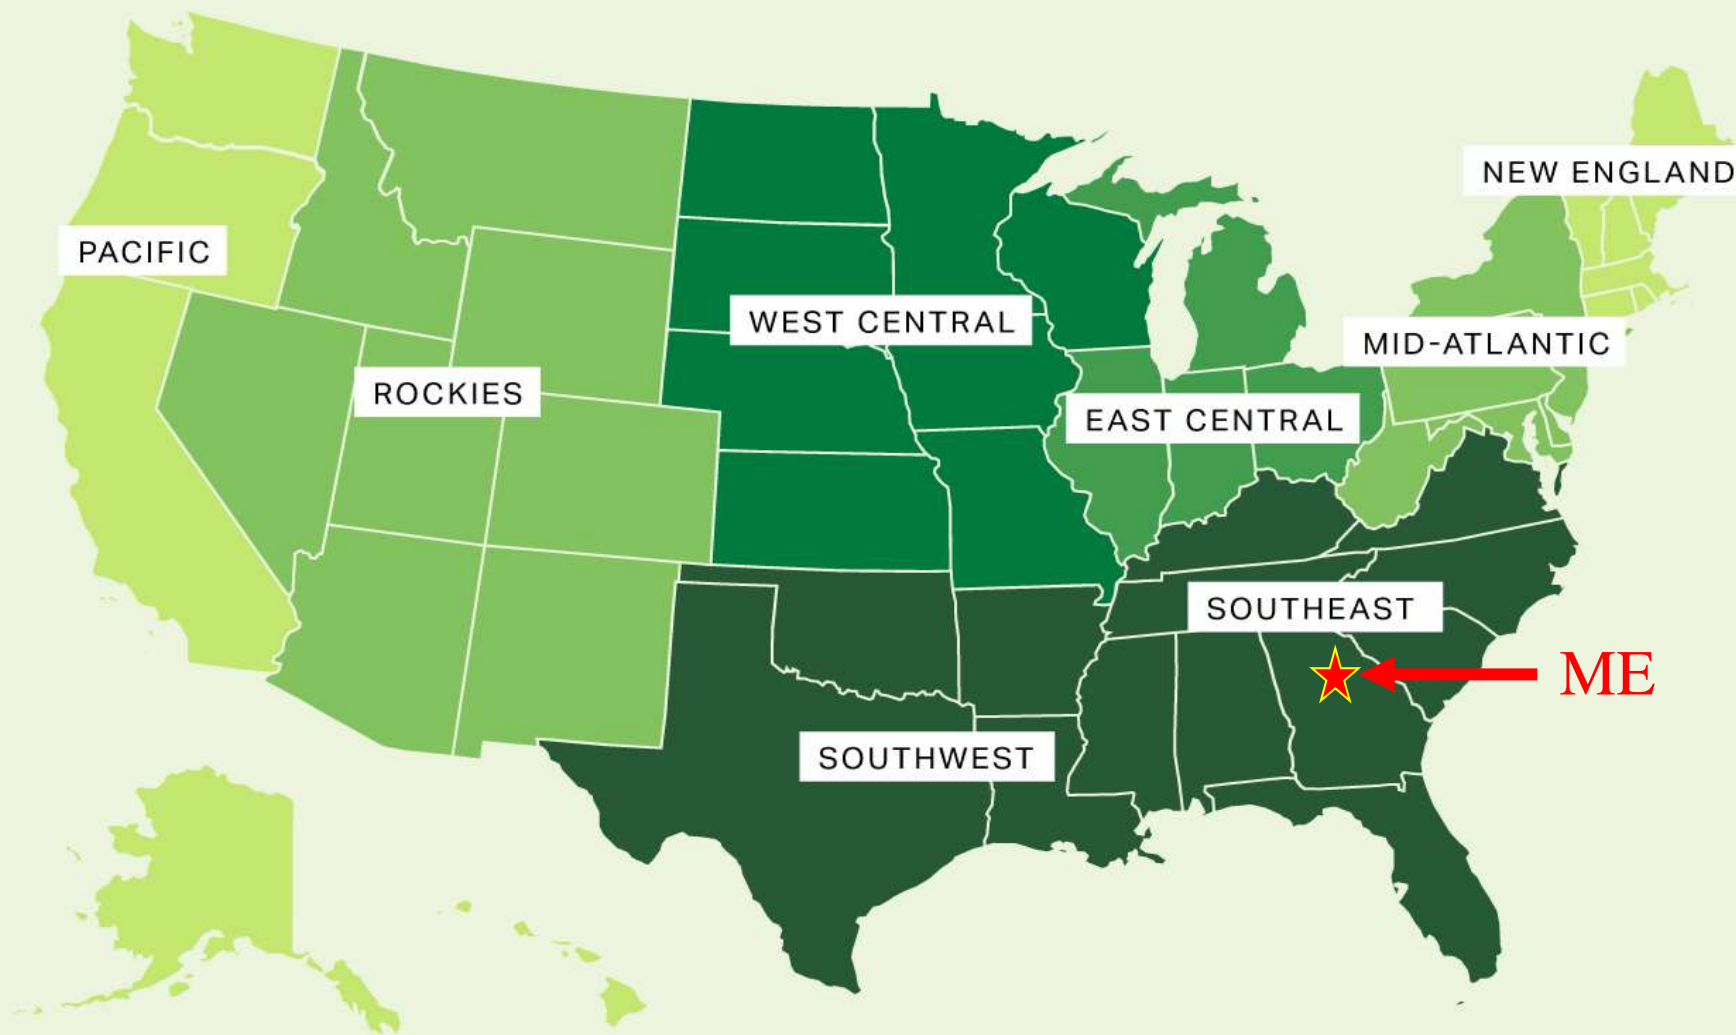 NEW ENGLAND
PACIFIC
WEST CENTRAL
MID-ATLANTIC
ROCKIES
EAST CENTRAL
SOUTHEAST
ME
SOUTHWEST